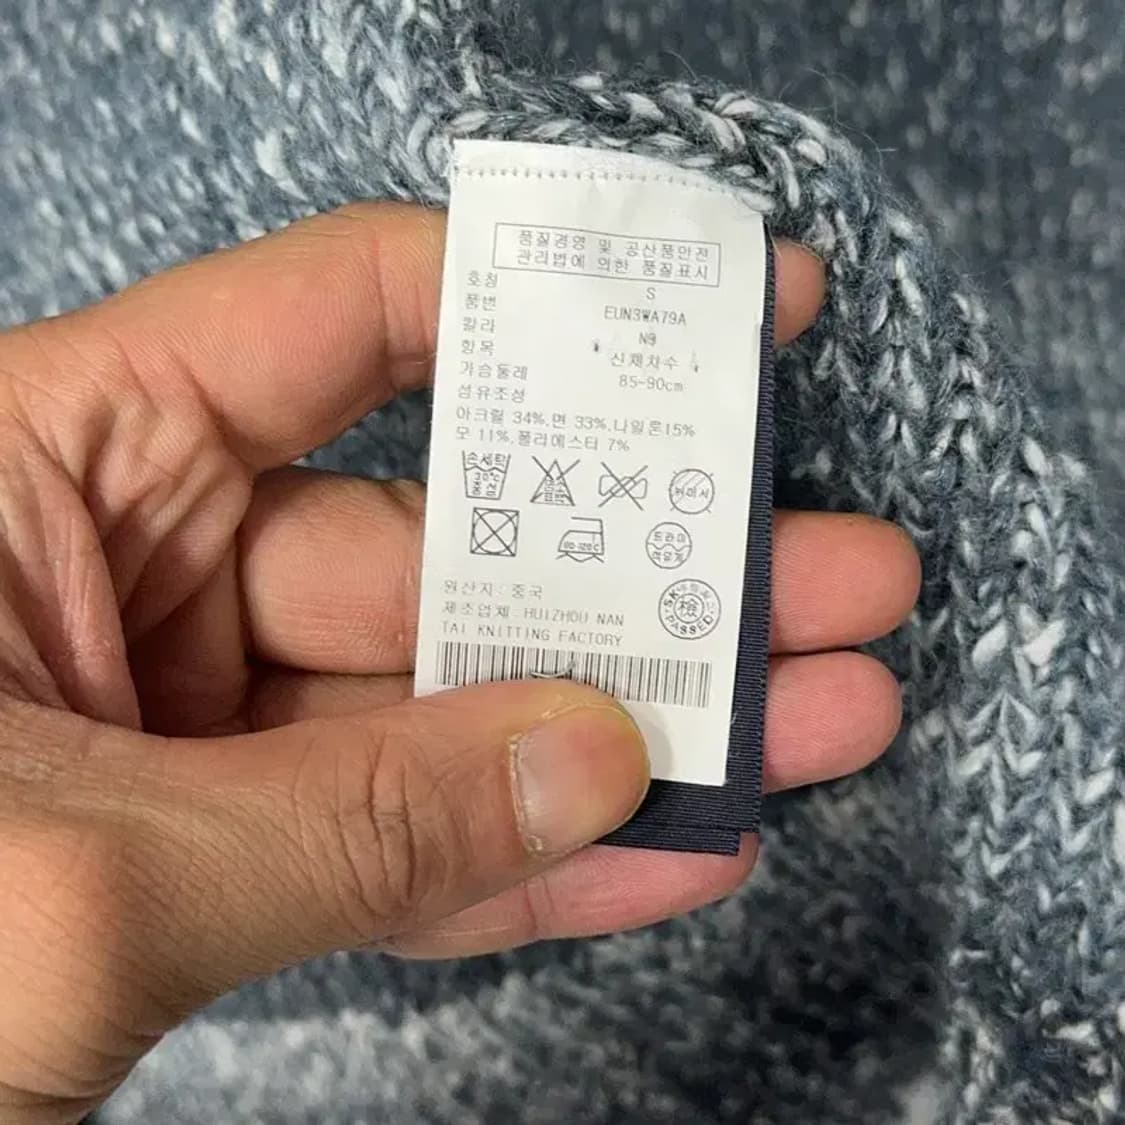 품질경영 및 공산품안전
관리법에 의한 품질표시
호칭 S
품번 EUN3WA79A
칼라 N9
항목 신체치수
가슴둘레 85-90cm
섬유조성
아크릴 34%.면 33%.나일론15%
모 11%.폴리에스터 7%
손세탁
30℃
중성
80-120℃
드라이
석유계
원산지 : 중국
제조업체 : HUIZHOU NAN
TAI KNITTING FACTORY
檢
PASSED